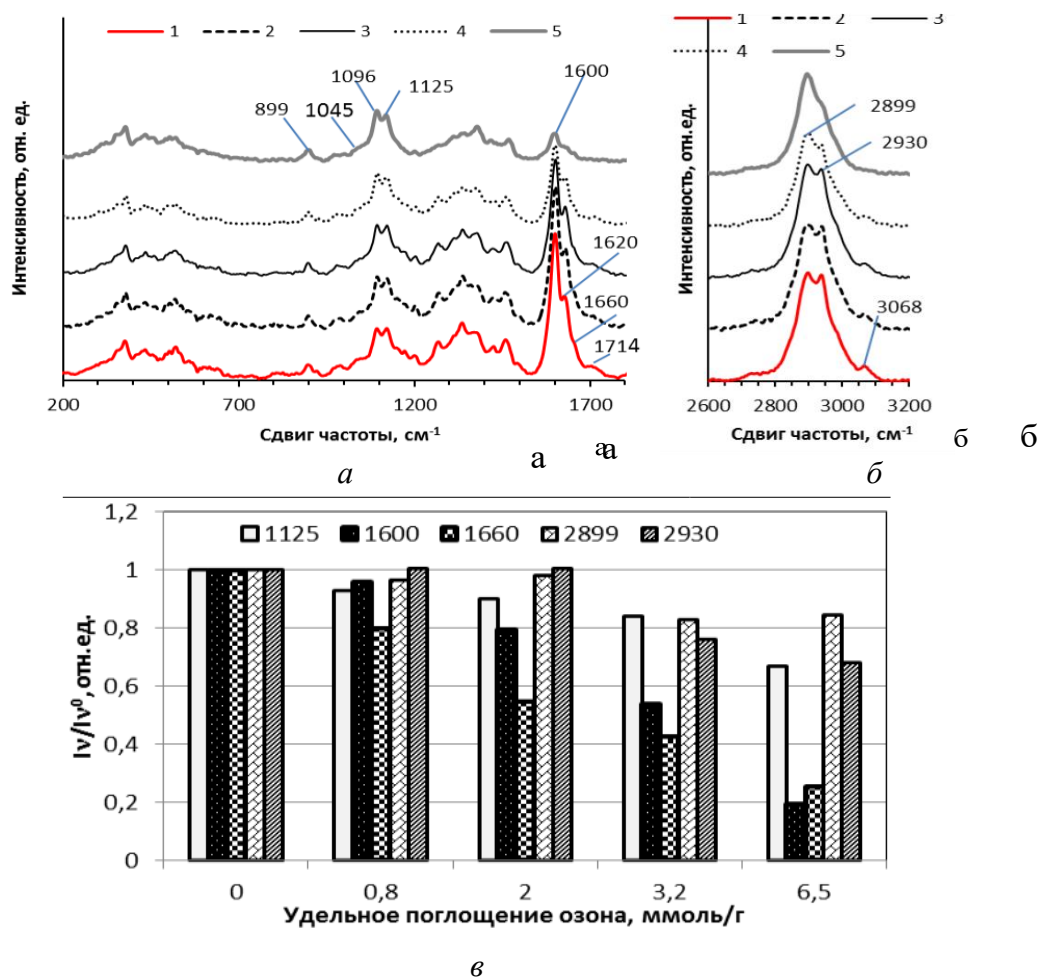 1 2 3 4 5
1 2 3
4 5
Интенсивность, отн. ед.
1096
1125
1600
899
1045
1620
1660
1714
200 700 1200 1700
Сдвиг частоты, см-1
Интенсивность, отн.ед.
2899
2930
3068
2600 2800 3000 3200
Сдвиг частоты, см-1
а а а б б
а б
1,2
1
0,8
0,6
0,4
0,2
0
Iν/Iν⁰, отн.ед.
1125 1600 1660 2899 2930
0 0,8 2 3,2 6,5
Удельное поглощение озона, ммоль/г
в